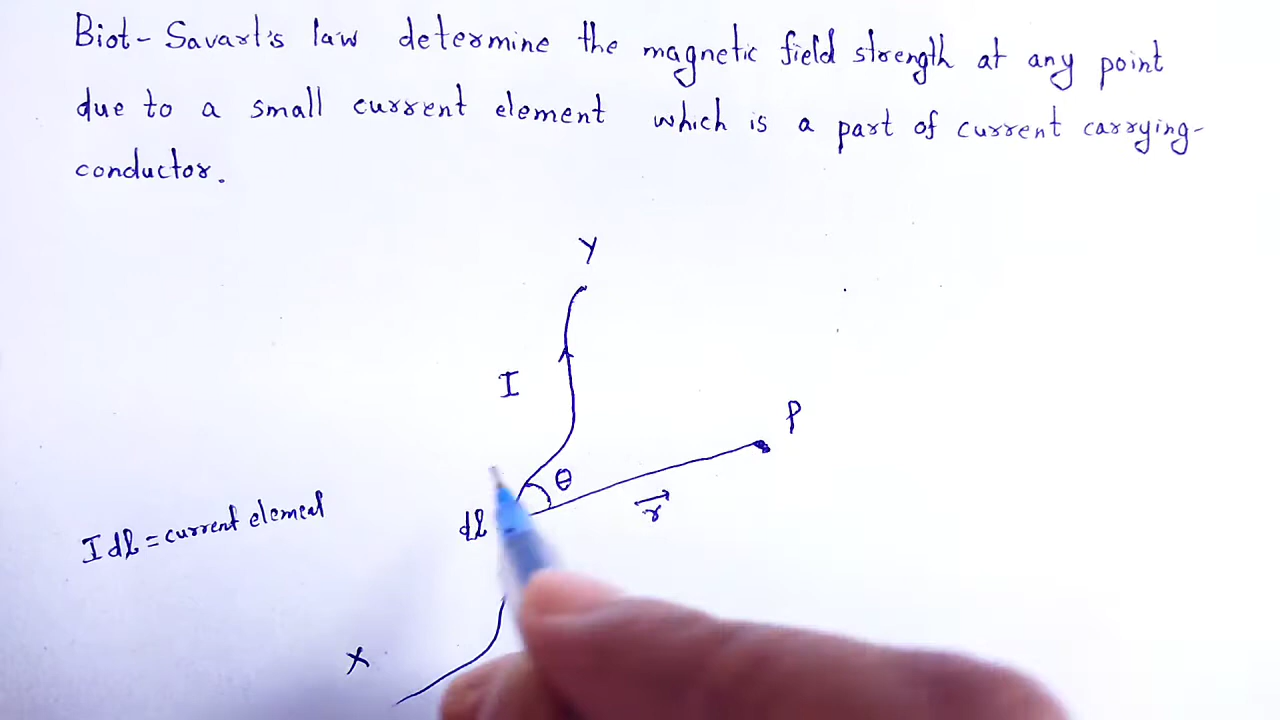 Biot-Savart's law determine the magnetic field strength at any point
due to a small current element which is a part of current carrying-
conductor.
Y
I
P
θ
r
dl
I dl = current element
X